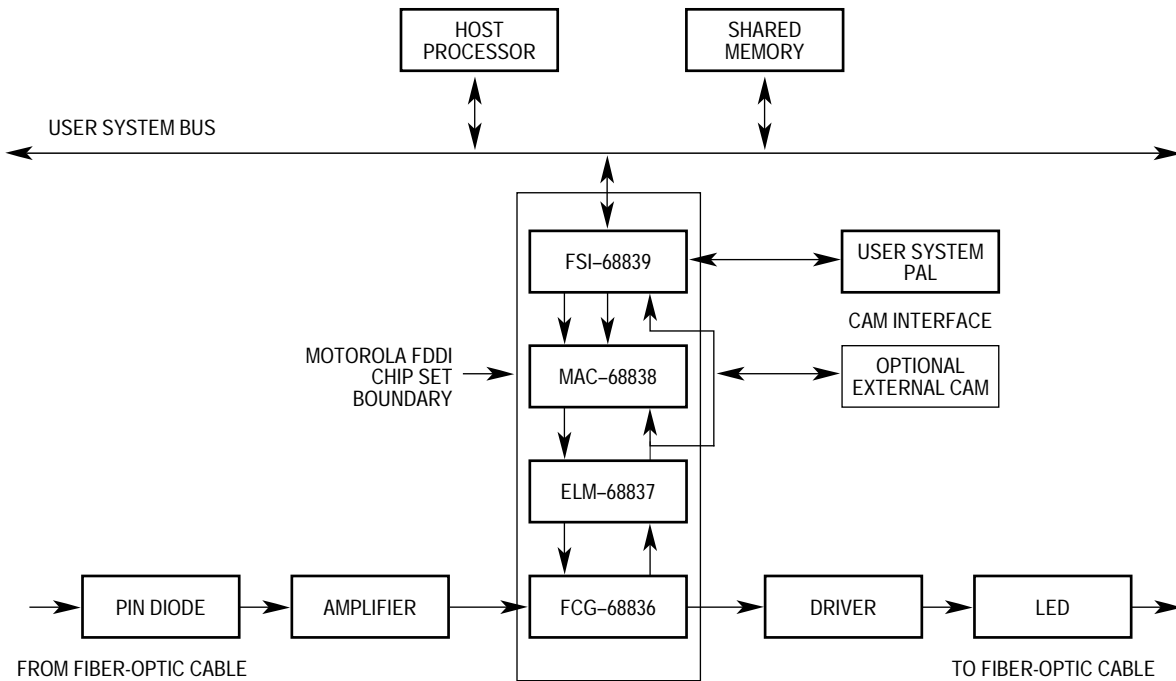 HOST
PROCESSOR
SHARED
MEMORY
USER SYSTEM BUS
FSI–68839
USER SYSTEM
PAL
CAM INTERFACE
MOTOROLA FDDI
CHIP SET
BOUNDARY
MAC–68838
OPTIONAL
EXTERNAL CAM
ELM–68837
PIN DIODE
AMPLIFIER
FCG–68836
DRIVER
LED
FROM FIBER-OPTIC CABLE
TO FIBER-OPTIC CABLE